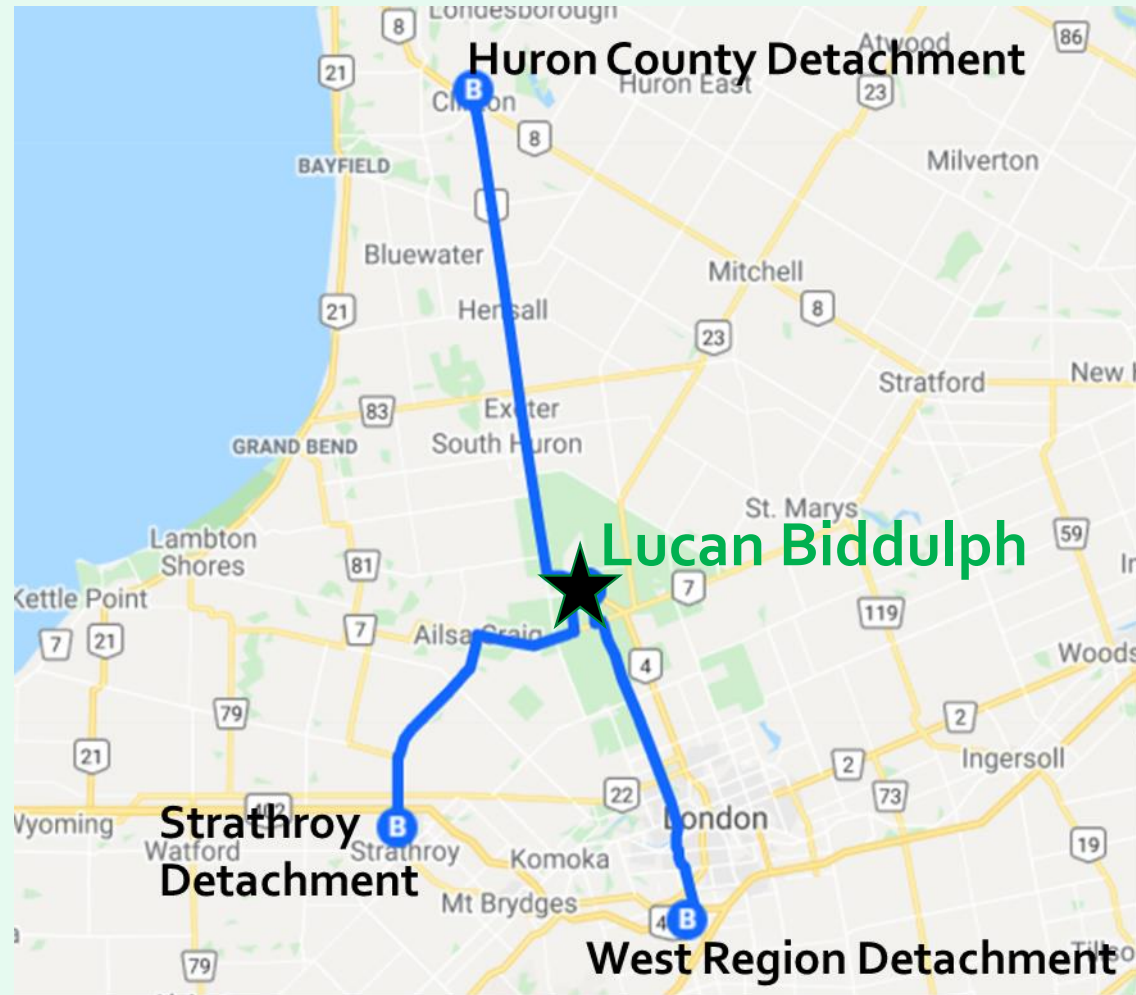 Londesborough
8
Huron County Detachment
Atwood
86
21
B
Clinton
Huron East
23
8
BAYFIELD
Milverton
Bluewater
Mitchell
21
Hensall
8
23
Stratford
New
83
Exeter
GRAND BEND
South Huron
St. Marys
59
Lucan Biddulph
Lambton
Shores
81
7
Kettle Point
119
7
21
7
Ailsa Craig
4
Woods
79
2
21
Ingersoll
2
22
73
402
Wyoming
Strathroy
B
London
19
Watford
Strathroy
Komoka
Detachment
Mt Brydges
4
B
79
West Region Detachment